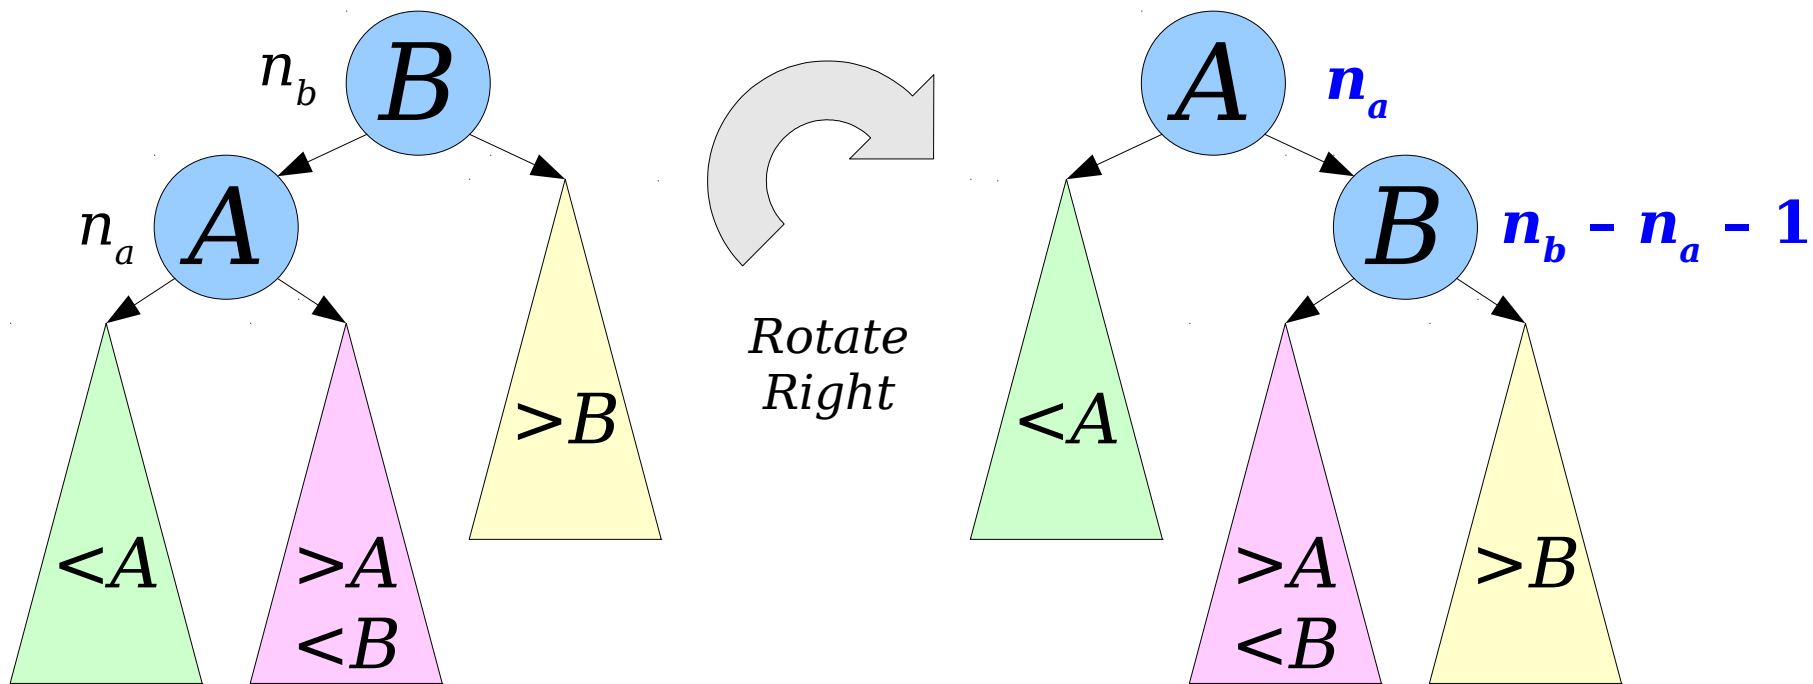 n_b
B
n_a
A
>B
<A
>A
<B
Rotate
Right
A
n_a
B
n_b – n_a – 1
<A
>A
<B
>B